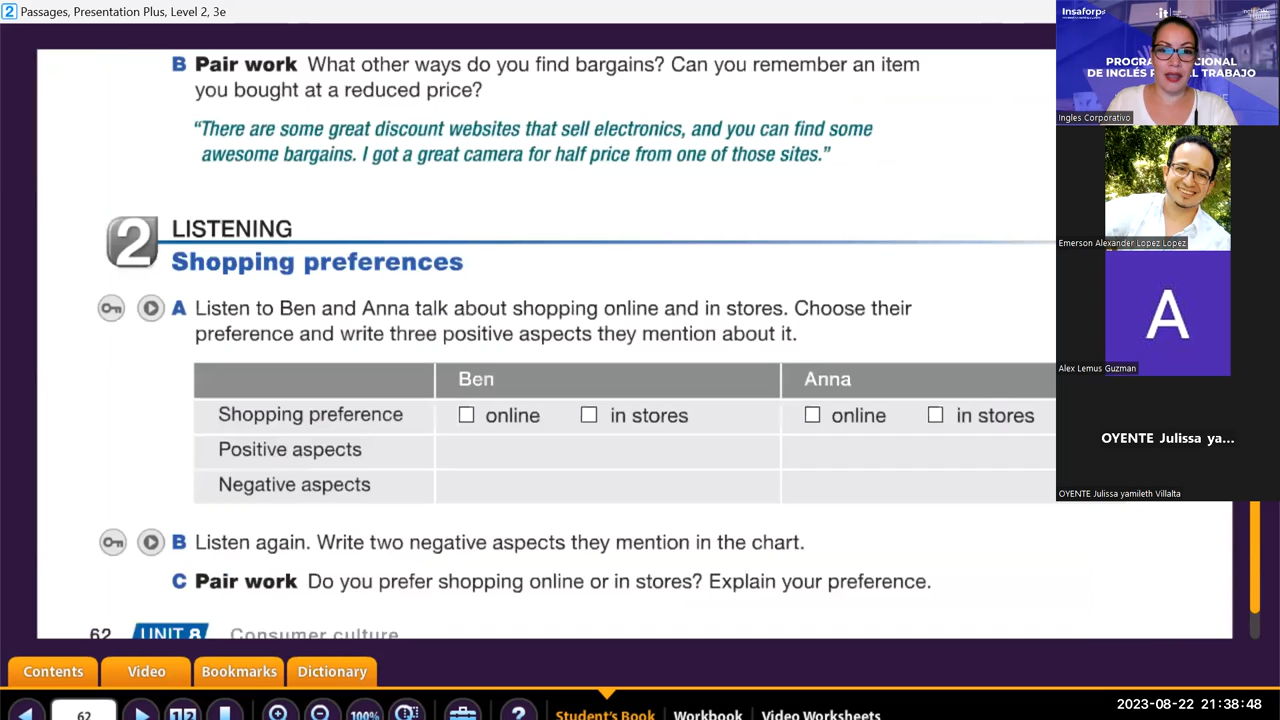 Passages, Presentation Plus, Level 2, 3e
B Pair work What other ways do you find bargains? Can you remember an item
you bought at a reduced price?
“There are some great discount websites that sell electronics, and you can find some
awesome bargains. I got a great camera for half price from one of those sites.”
2 LISTENING
Shopping preferences
A Listen to Ben and Anna talk about shopping online and in stores. Choose their
preference and write three positive aspects they mention about it.
Ben Anna
Shopping preference online in stores online in stores
Positive aspects
Negative aspects
B Listen again. Write two negative aspects they mention in the chart.
C Pair work Do you prefer shopping online or in stores? Explain your preference.
62 UNIT 8 Consumer culture
Contents Video Bookmarks Dictionary
62 1 2 100% ? Student's Book Workbook Video Worksheets
Insaforp
DE INGLÉS TRABAJO
Ingles Corporativo
Emerson Alexander Lopez Lopez
A
Alex Lemus Guzman
OYENTE Julissa ya...
OYENTE Julissa yamileth Villalta
2023-08-22 21:38:48